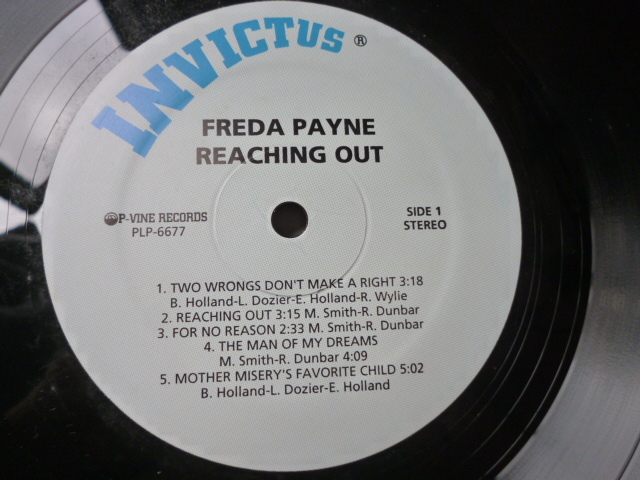 INVICTUS ®
FREDA PAYNE
REACHING OUT
P-VINE RECORDS
PLP-6677
SIDE 1
STEREO
1. TWO WRONGS DON'T MAKE A RIGHT 3:18
B. Holland-L. Dozier-E. Holland-R. Wylie
2. REACHING OUT 3:15 M. Smith-R. Dunbar
3. FOR NO REASON 2:33 M. Smith-R. Dunbar
4. THE MAN OF MY DREAMS
M. Smith-R. Dunbar 4:09
5. MOTHER MISERY'S FAVORITE CHILD 5:02
B. Holland-L. Dozier-E. Holland